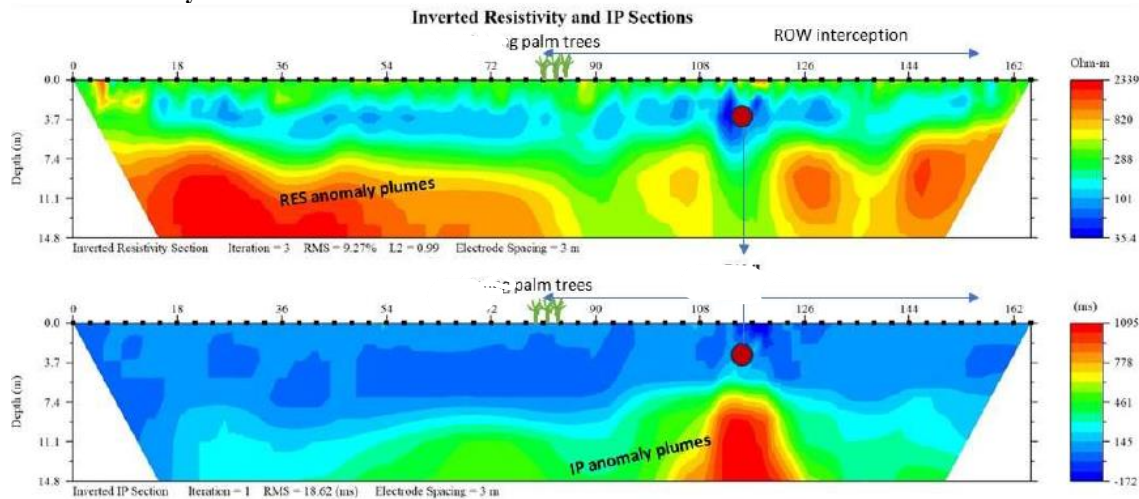 Inverted Resistivity and IP Sections
palm trees
ROW interception
0 18 36 54 72 90 108 126 144 162
Ohm-m
0.0 3.7 7.4 11.1 14.8
Depth (m)
2339
820
288
101
35.4
RES anomaly plumes
Inverted Resistivity Section Iteration = 3 RMS = 9.27% L2 = 0.99 Electrode Spacing = 3 m
palm trees
0 18 36 54 72 90 108 126 144 162
(ms)
0.0 3.7 7.4 11.1 14.8
Depth (m)
1095
778
461
145
-172
IP anomaly plumes
Inverted IP Section Iteration = 1 RMS = 18.62 (ms) Electrode Spacing = 3 m